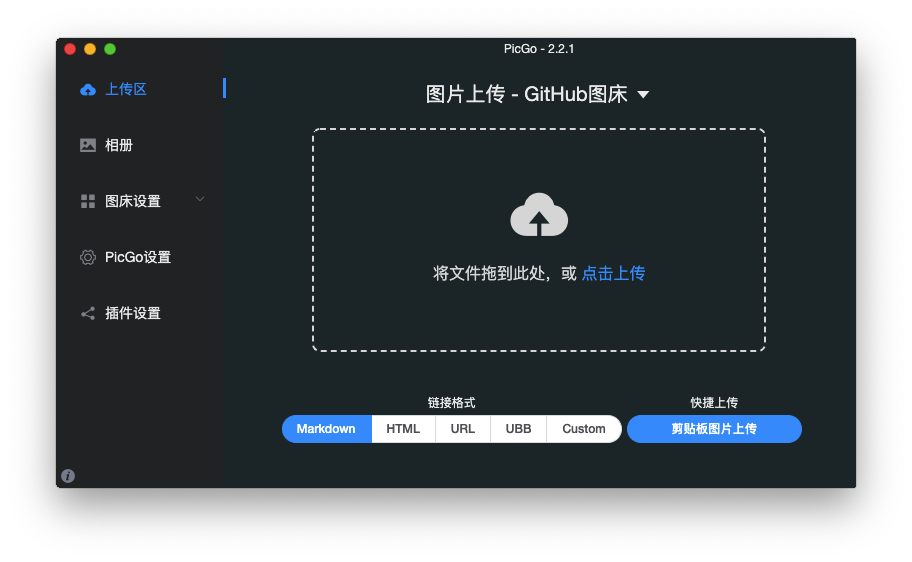 PicGo - 2.2.1
上传区
相册
图床设置
PicGo设置
插件设置
图片上传 - GitHub图床
将文件拖到此处，或 点击上传
链接格式
Markdown HTML URL UBB Custom
快捷上传
剪贴板图片上传
i